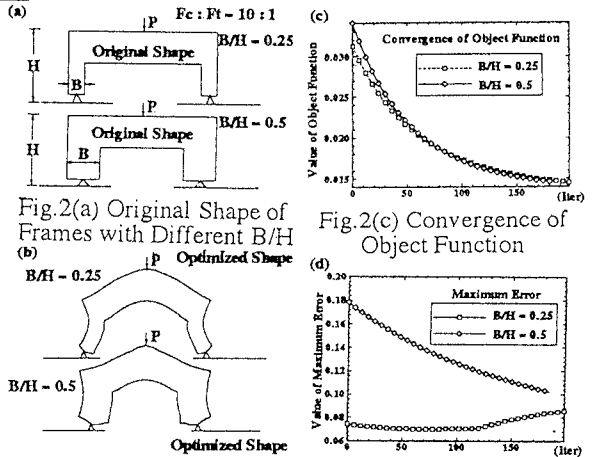 (a)
Fc : Ft = 10 : 1
P
Original Shape
B/H = 0.25
H
B
P
Original Shape
B/H = 0.5
H
B
Fig.2(a) Original Shape of
Frames with Different B/H
(b)
Optimized Shape
P
B/H = 0.25
P
B/H = 0.5
Optimized Shape
(c)
Convergence of Object Function
B/H = 0.25
B/H = 0.5
Value of Object Function
0.030
0.025
0.020
0.015
0
50
100
150
(Iter)
Fig.2(c) Convergence of
Object Function
(d)
Maximum Error
B/H = 0.25
B/H = 0.5
Value of Maximum Error
0.20
0.18
0.16
0.14
0.12
0.10
0.08
0.06
0
50
100
150
(Iter)